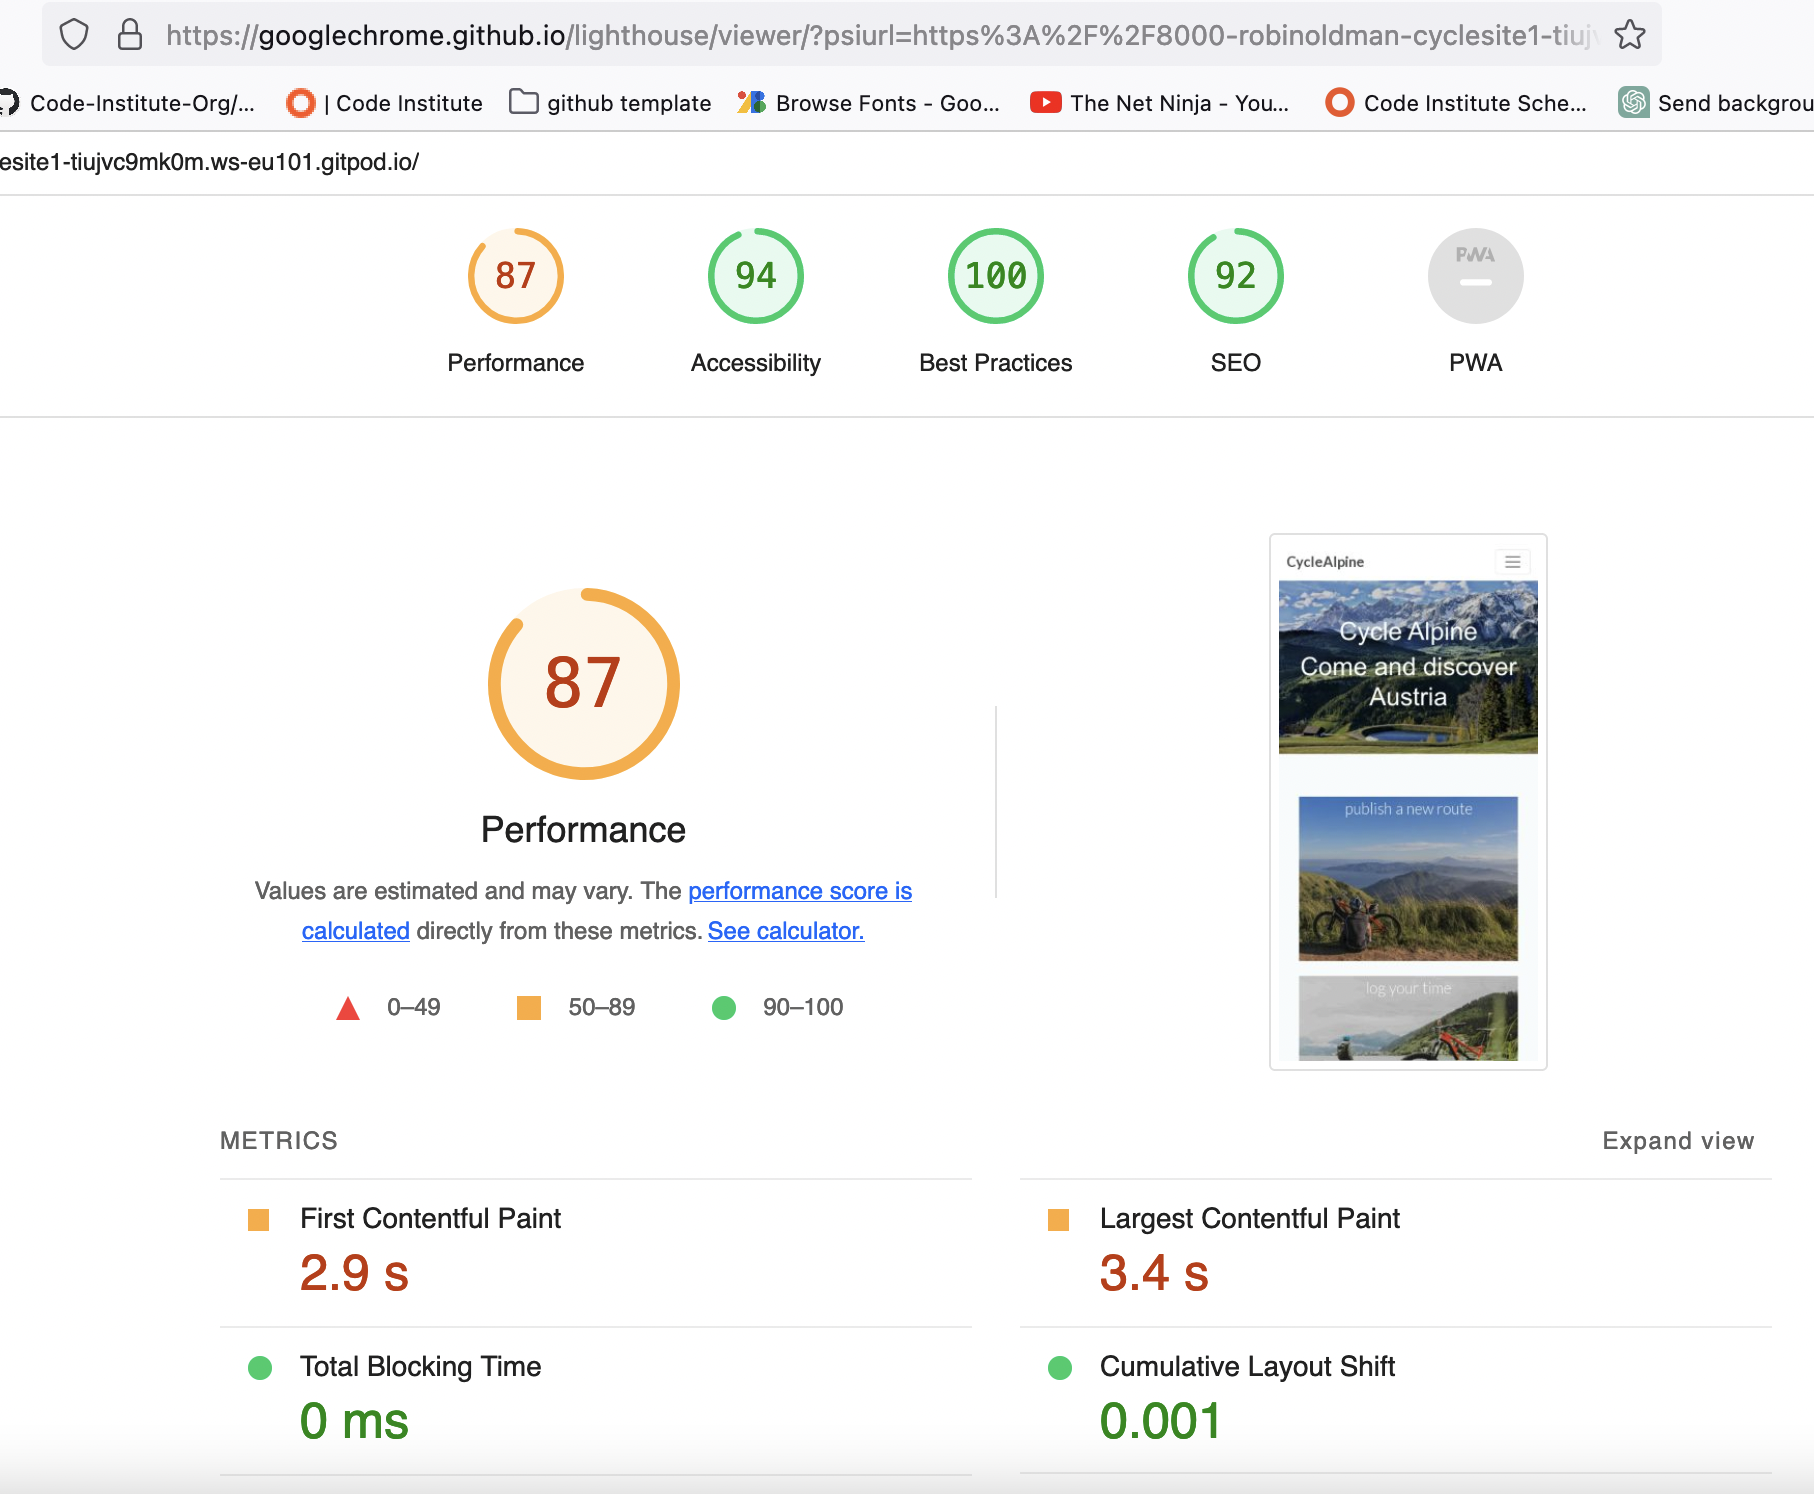 https://googlechrome.github.io/lighthouse/viewer/?psiurl=https%3A%2F%2F8000-robinoldman-cyclesite1-tiujv
Code-Institute-Org/... | Code Institute github template Browse Fonts - Goo... The Net Ninja - You... Code Institute Sche... Send backgrou
esite1-tiujvc9mk0m.ws-eu101.gitpod.io/
87 94 100 92 PWA
Performance Accessibility Best Practices SEO PWA
CycleAlpine
Cycle Alpine
Come and discover
Austria
publish a new route
log your time
87
Performance
Values are estimated and may vary. The performance score is
calculated directly from these metrics. See calculator.
0–49 50–89 90–100
METRICS Expand view
First Contentful Paint
2.9 s
Largest Contentful Paint
3.4 s
Total Blocking Time
0 ms
Cumulative Layout Shift
0.001